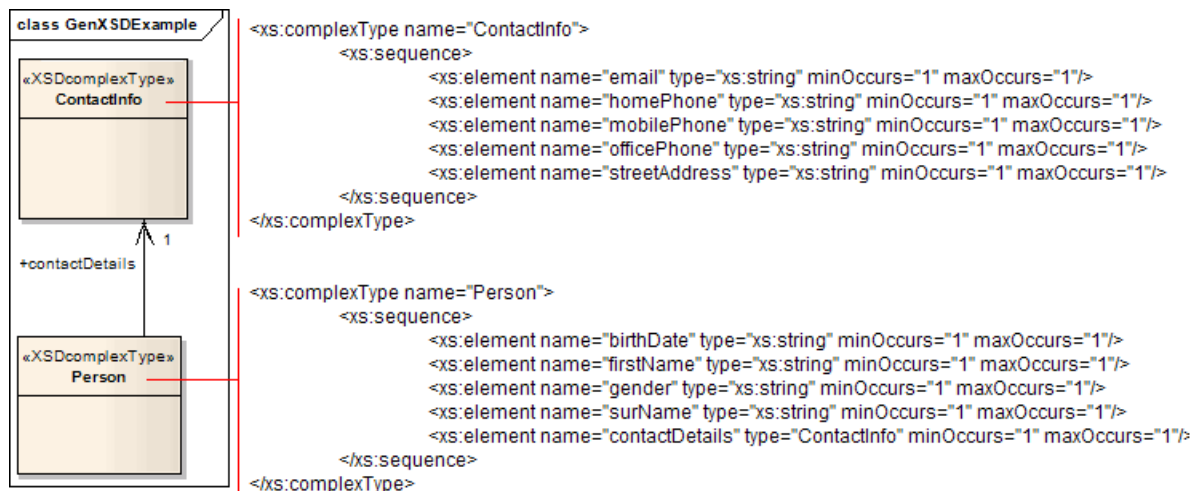 class GenXSDExample
«XSDcomplexType»
ContactInfo
1
+contactDetails
«XSDcomplexType»
Person
<xs:complexType name="ContactInfo">
<xs:sequence>
<xs:element name="email" type="xs:string" minOccurs="1" maxOccurs="1"/>
<xs:element name="homePhone" type="xs:string" minOccurs="1" maxOccurs="1"/>
<xs:element name="mobilePhone" type="xs:string" minOccurs="1" maxOccurs="1"/>
<xs:element name="officePhone" type="xs:string" minOccurs="1" maxOccurs="1"/>
<xs:element name="streetAddress" type="xs:string" minOccurs="1" maxOccurs="1"/>
</xs:sequence>
</xs:complexType>
<xs:complexType name="Person">
<xs:sequence>
<xs:element name="birthDate" type="xs:string" minOccurs="1" maxOccurs="1"/>
<xs:element name="firstName" type="xs:string" minOccurs="1" maxOccurs="1"/>
<xs:element name="gender" type="xs:string" minOccurs="1" maxOccurs="1"/>
<xs:element name="surName" type="xs:string" minOccurs="1" maxOccurs="1"/>
<xs:element name="contactDetails" type="ContactInfo" minOccurs="1" maxOccurs="1"/>
</xs:sequence>
</xs:complexType>